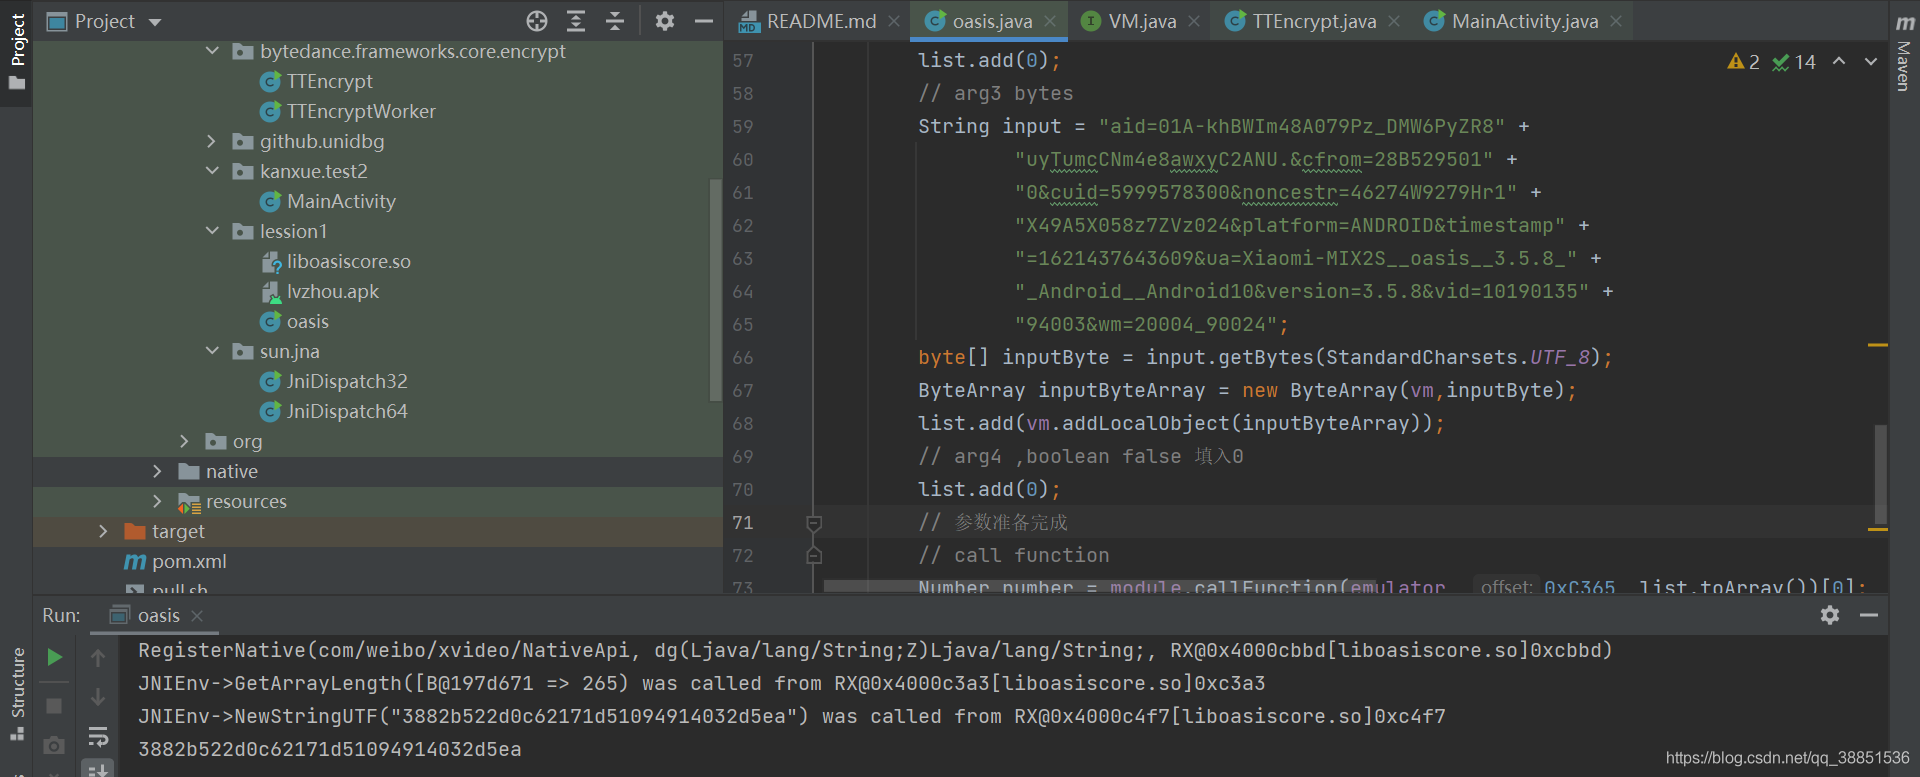 Project
README.md
oasis.java
VM.java
TTEncrypt.java
MainActivity.java
Project
Maven
Structure
bytedance.frameworks.core.encrypt
TTEncrypt
TTEncryptWorker
github.unidbg
kanxue.test2
MainActivity
lession1
liboasiscore.so
lvzhou.apk
oasis
sun.jna
JniDispatch32
JniDispatch64
org
native
resources
target
pom.xml
pull.sh
2 14
57 list.add(0);
58 // arg3 bytes
59 String input = "aid=01A-khBWIm48A079Pz_DMW6PyZR8" +
60 "uyTumcCNm4e8awxyC2ANU.&cfrom=28B529501" +
61 "0&cuid=5999578300&noncestr=46274W9279Hr1" +
62 "X49A5X058z7ZVz024&platform=ANDROID&timestamp" +
63 "=1621437643609&ua=Xiaomi-MIX2S__oasis__3.5.8_" +
64 "_Android__Android10&version=3.5.8&vid=10190135" +
65 "94003&wm=20004_90024";
66 byte[] inputByte = input.getBytes(StandardCharsets.UTF_8);
67 ByteArray inputByteArray = new ByteArray(vm,inputByte);
68 list.add(vm.addLocalObject(inputByteArray));
69 // arg4 ,boolean false 填入0
70 list.add(0);
71 // 参数准备完成
72 // call function
73 Number number = module.callFunction(emulator offset: 0xC365 list.toArray())[0];
Run: oasis
RegisterNative(com/weibo/xvideo/NativeApi, dg(Ljava/lang/String;Z)Ljava/lang/String;, RX@0x4000cbbd[liboasiscore.so]0xcbbd)
JNIEnv->GetArrayLength([B@197d671 => 265) was called from RX@0x4000c3a3[liboasiscore.so]0xc3a3
JNIEnv->NewStringUTF("3882b522d0c62171d51094914032d5ea") was called from RX@0x4000c4f7[liboasiscore.so]0xc4f7
3882b522d0c62171d51094914032d5ea
https://blog.csdn.net/qq_38851536